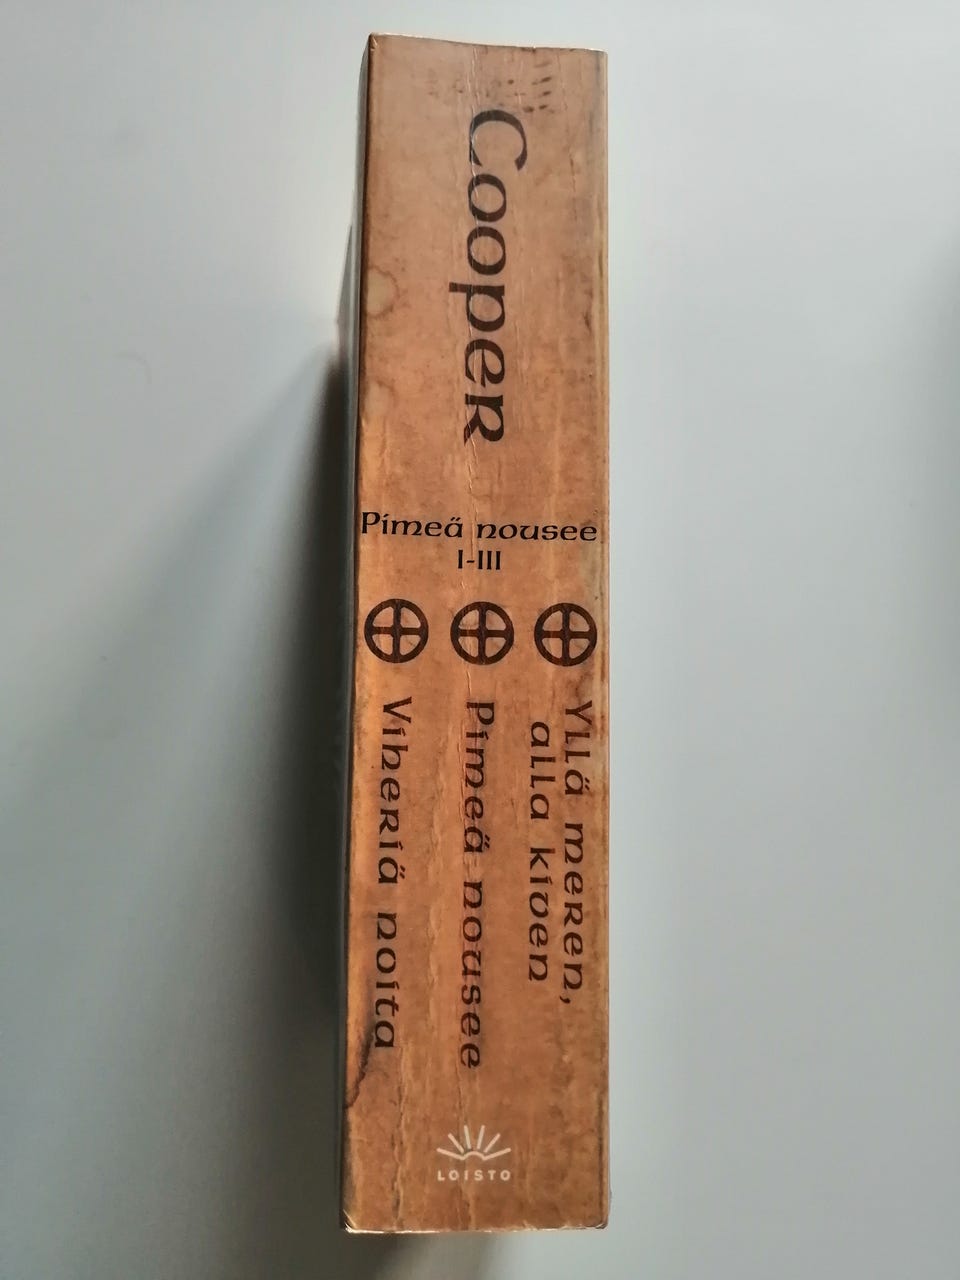 Cooper
Pimeä nousee
I-III
Yllä meren,
alla kiven
Pimeä nousee
Viheriä noita
LOISTO